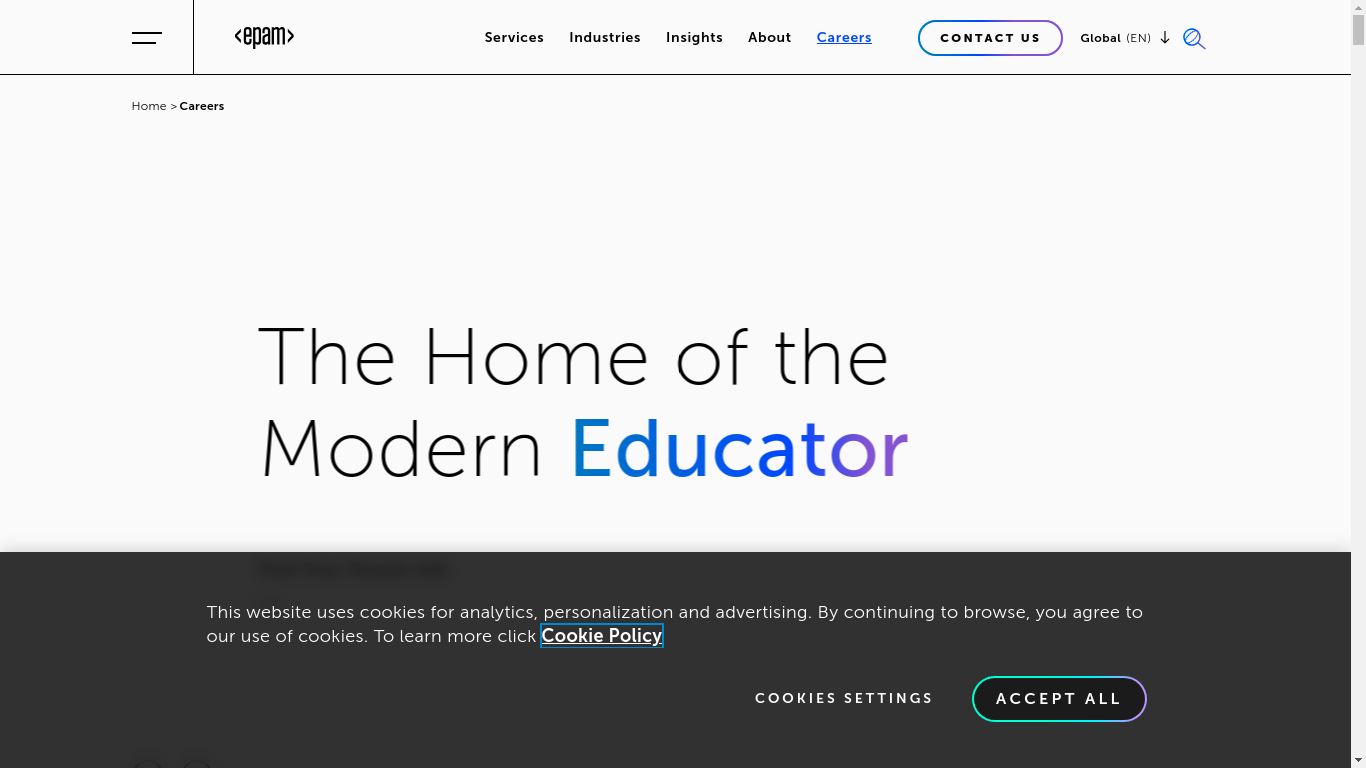 <epam>
Services Industries Insights About Careers CONTACT US Global (EN)
Home > Careers
The Home of the
Modern Educator
This website uses cookies for analytics, personalization and advertising. By continuing to browse, you agree to
our use of cookies. To learn more click Cookie Policy
COOKIES SETTINGS ACCEPT ALL